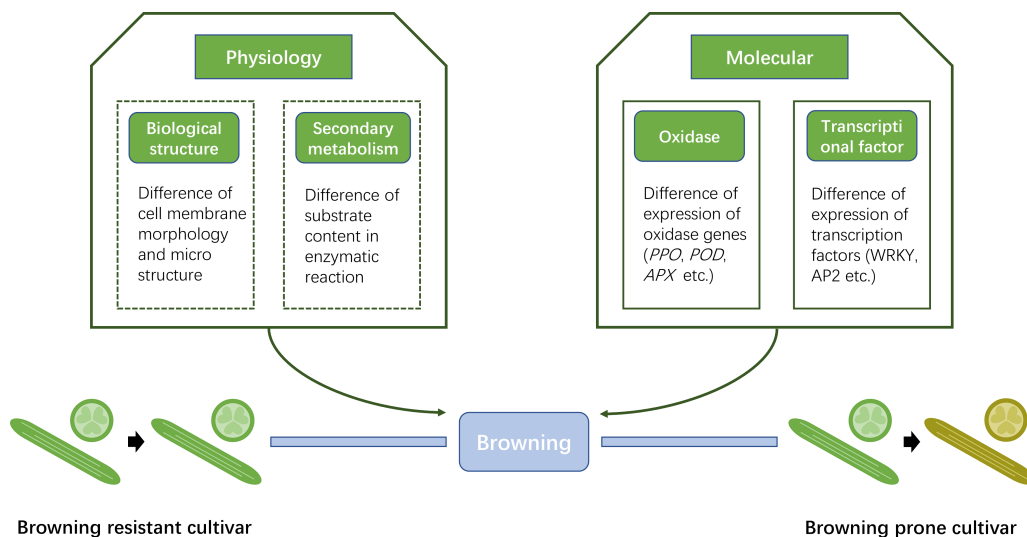 Physiology
Biological
structure
Difference of
cell membrane
morphology
and micro
structure
Secondary
metabolism
Difference of
substrate
content in
enzymatic
reaction
Molecular
Oxidase
Difference of
expression of
oxidase genes
(PPO, POD,
APX etc.)
Transcripti
onal factor
Difference of
expression of
transcription
factors (WRKY,
AP2 etc.)
Browning
Browning resistant cultivar
Browning prone cultivar